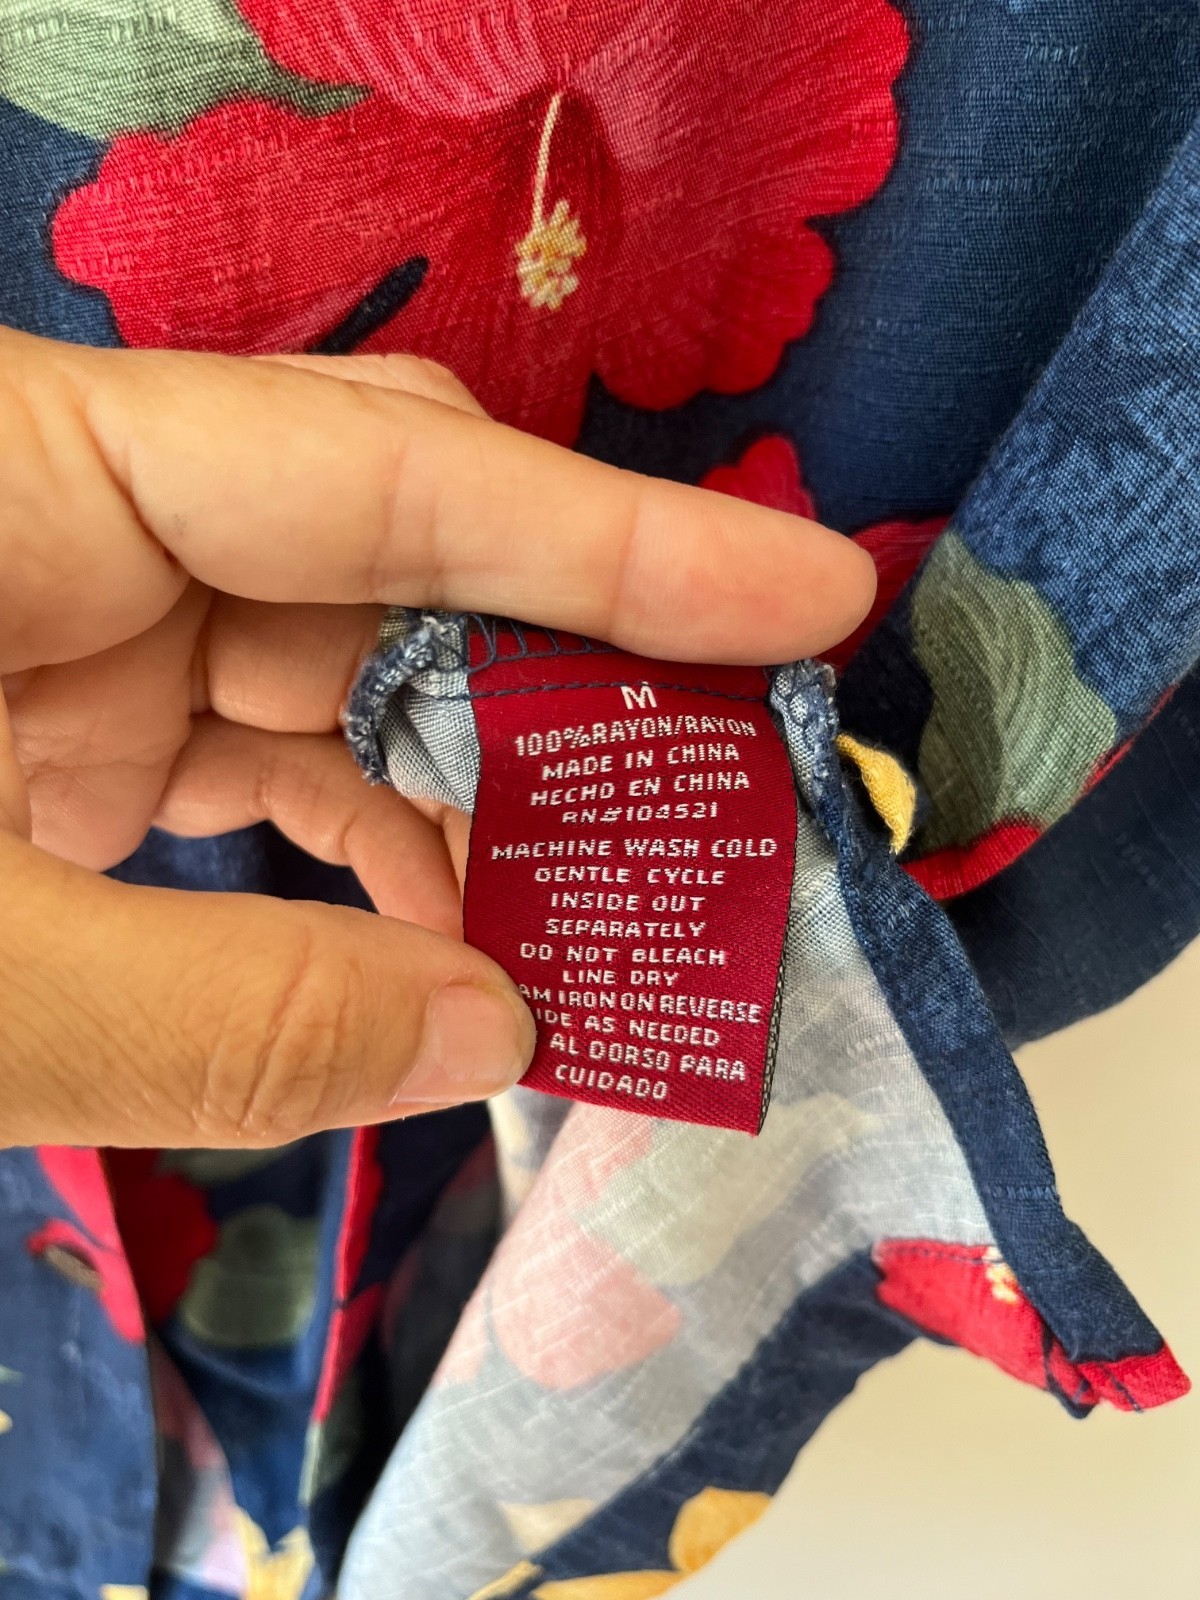 M
100%RAYON/RAYON
MADE IN CHINA
HECHO EN CHINA
RN#104521
MACHINE WASH COLD
GENTLE CYCLE
INSIDE OUT
SEPARATELY
DO NOT BLEACH
LINE DRY
IRON ON REVERSE
AS NEEDED
AL DORSO PARA
CUIDADO